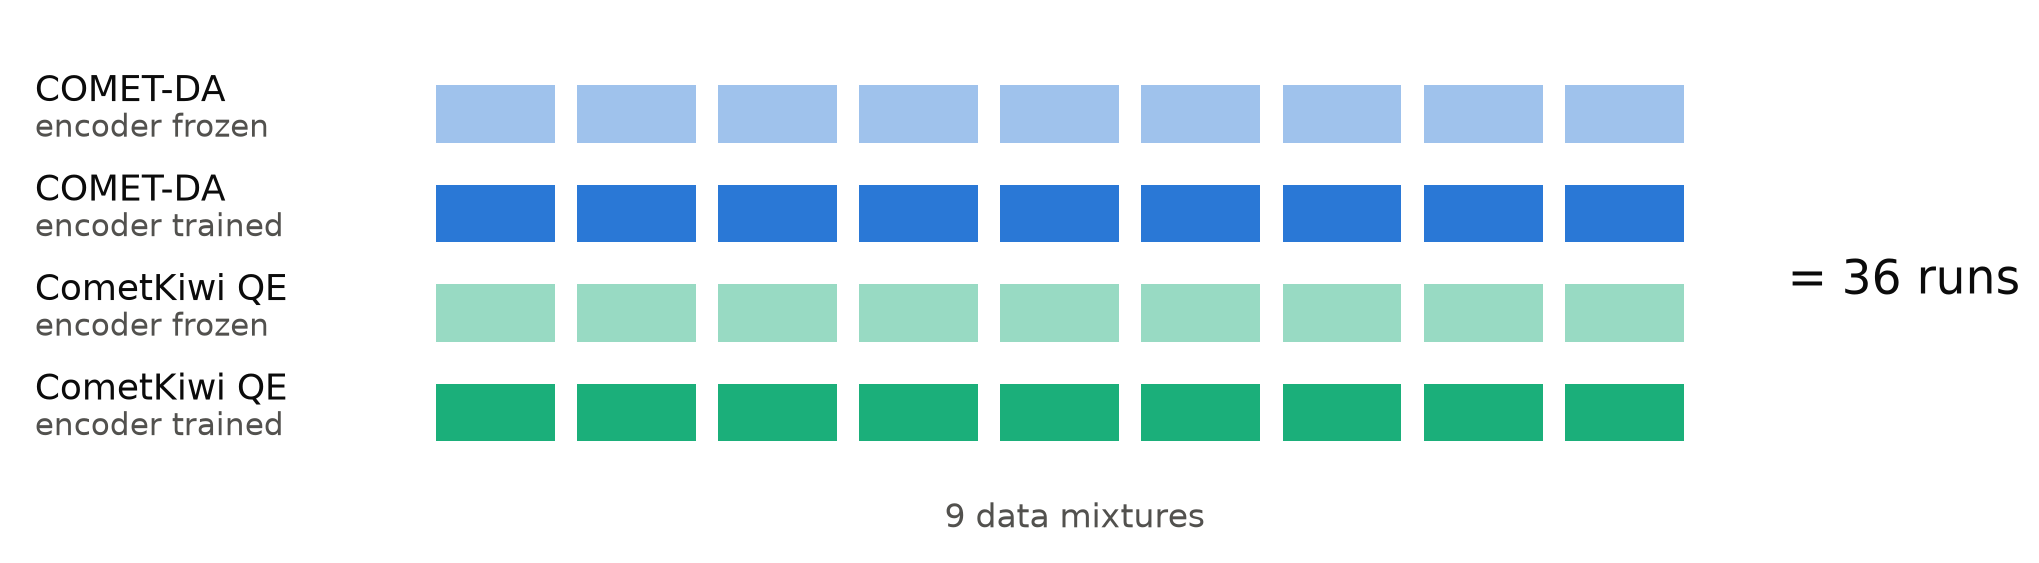 COMET-DA
encoder frozen
COMET-DA
encoder trained
CometKiwi QE
encoder frozen
CometKiwi QE
encoder trained
= 36 runs
9 data mixtures